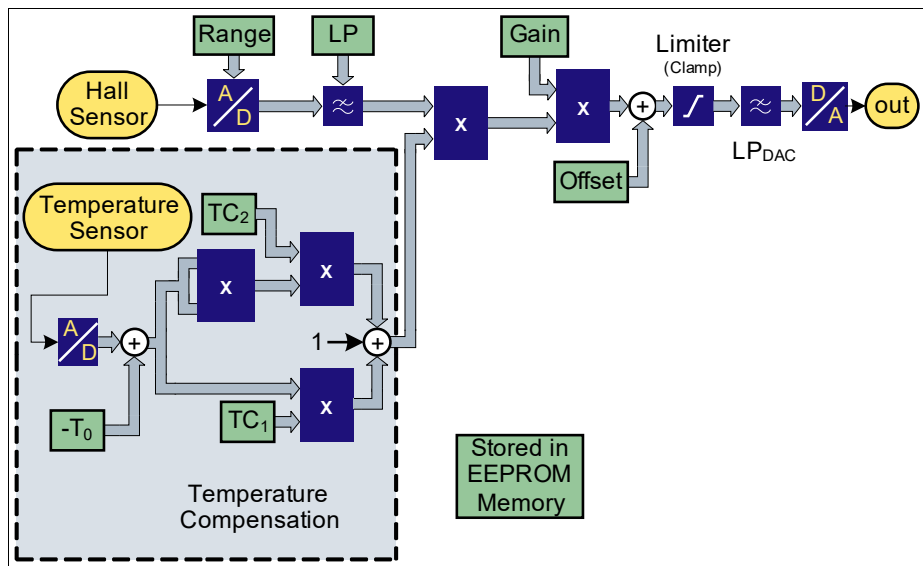 Range
LP
Gain
Limiter
(Clamp)
Hall
Sensor
A
D
X
X
D
A
out
LP_DAC
Offset
Temperature
Sensor
TC₂
X
X
A
D
1
-T₀
TC₁
X
Temperature
Compensation
Stored in
EEPROM
Memory